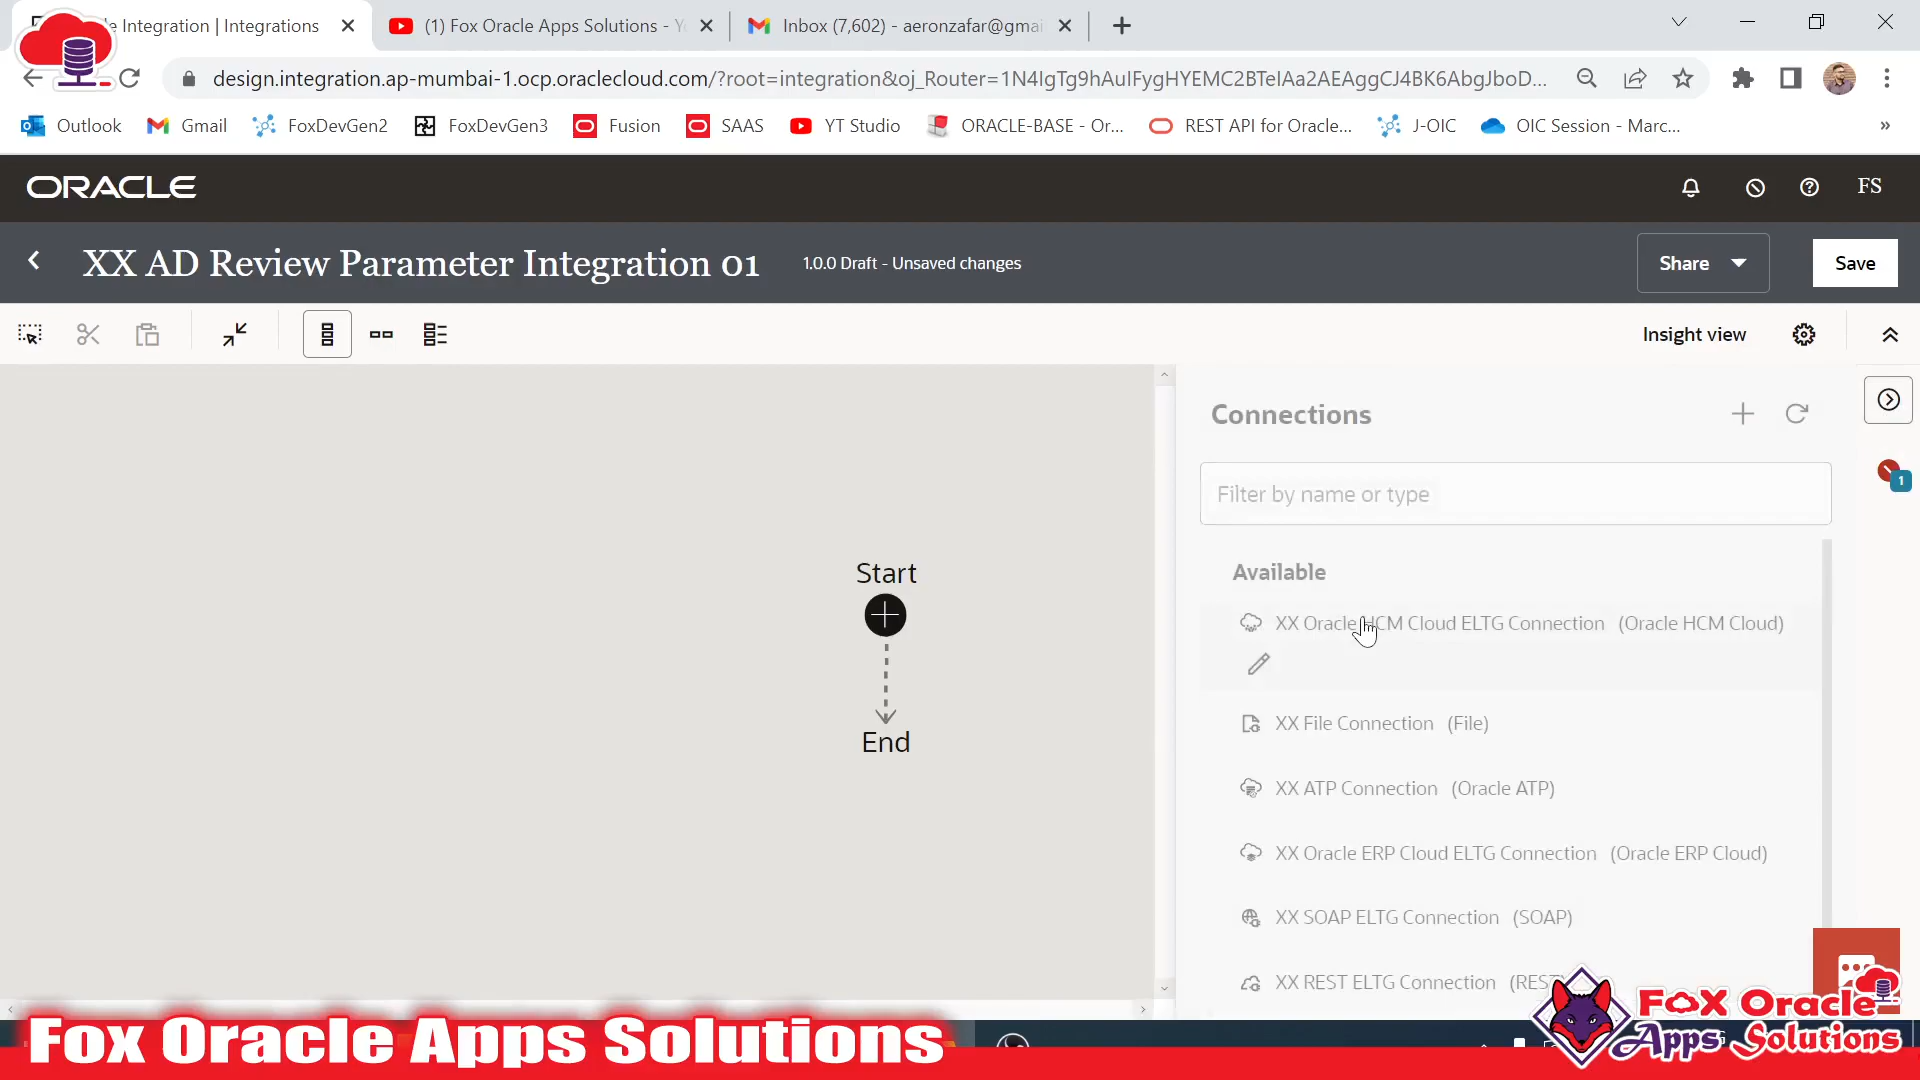 Integration | Integrations
(1) Fox Oracle Apps Solutions -
Inbox (7,602) - aeronzafar@gmai
design.integration.ap-mumbai-1.ocp.oraclecloud.com/?root=integration&oj_Router=1N4IgTg9hAuIFygHYEMC2BTeIAa2AEAggCJ4BK6AbgJboD...
Outlook
Gmail
FoxDevGen2
FoxDevGen3
Fusion
SAAS
YT Studio
ORACLE-BASE - Or...
REST API for Oracle...
J-OIC
OIC Session - Marc...
»
ORACLE
FS
XX AD Review Parameter Integration 01
1.0.0 Draft - Unsaved changes
Share
Save
Insight view
Connections
Filter by name or type
Available
XX Oracle HCM Cloud ELTG Connection (Oracle HCM Cloud)
XX File Connection (File)
XX ATP Connection (Oracle ATP)
XX Oracle ERP Cloud ELTG Connection (Oracle ERP Cloud)
XX SOAP ELTG Connection (SOAP)
XX REST ELTG Connection (REST)
1
Start
End
Fox Oracle Apps Solutions
Fox Oracle
Apps Solutions